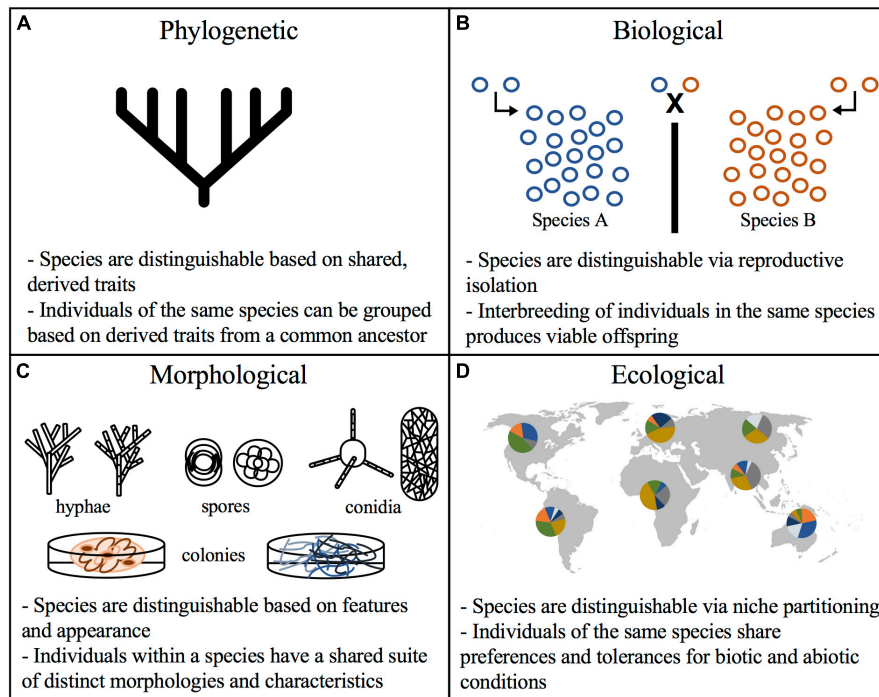 A
Phylogenetic
- Species are distinguishable based on shared,
derived traits
- Individuals of the same species can be grouped
based on derived traits from a common ancestor
B
Biological
X
Species A
Species B
- Species are distinguishable via reproductive
isolation
- Interbreeding of individuals in the same species
produces viable offspring
C
Morphological
hyphae
spores
conidia
colonies
- Species are distinguishable based on features
and appearance
- Individuals within a species have a shared suite
of distinct morphologies and characteristics
D
Ecological
- Species are distinguishable via niche partitioning
- Individuals of the same species share
preferences and tolerances for biotic and abiotic
conditions